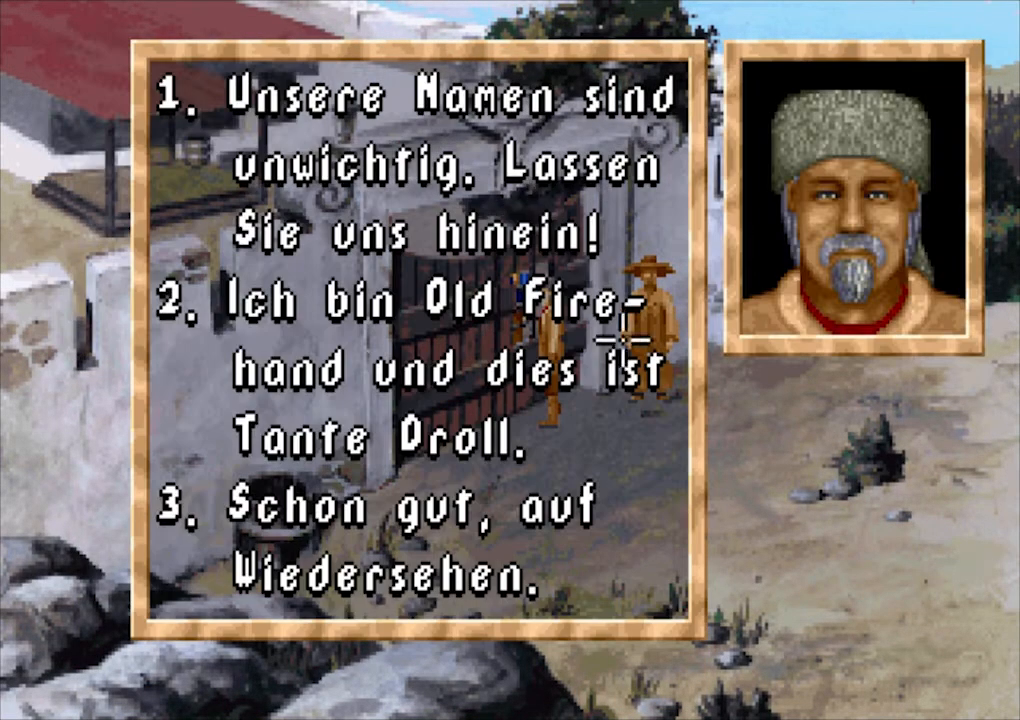 1. Unsere Namen sind
unwichtig. Lassen
Sie uns hinein!
2. Ich bin Old Fire-
hand und dies ist
Tante Droll.
3. Schon gut, auf
Wiedersehen.